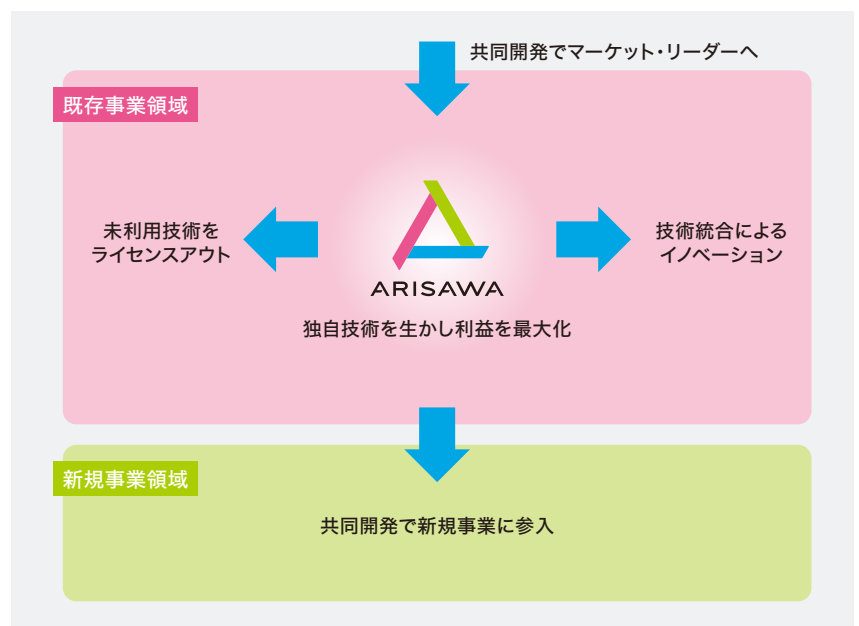 共同開発でマーケット・リーダーへ
既存事業領域
未利用技術を
ライセンスアウト
ARISAWA
独自技術を生かし利益を最大化
技術統合による
イノベーション
新規事業領域
共同開発で新規事業に参入